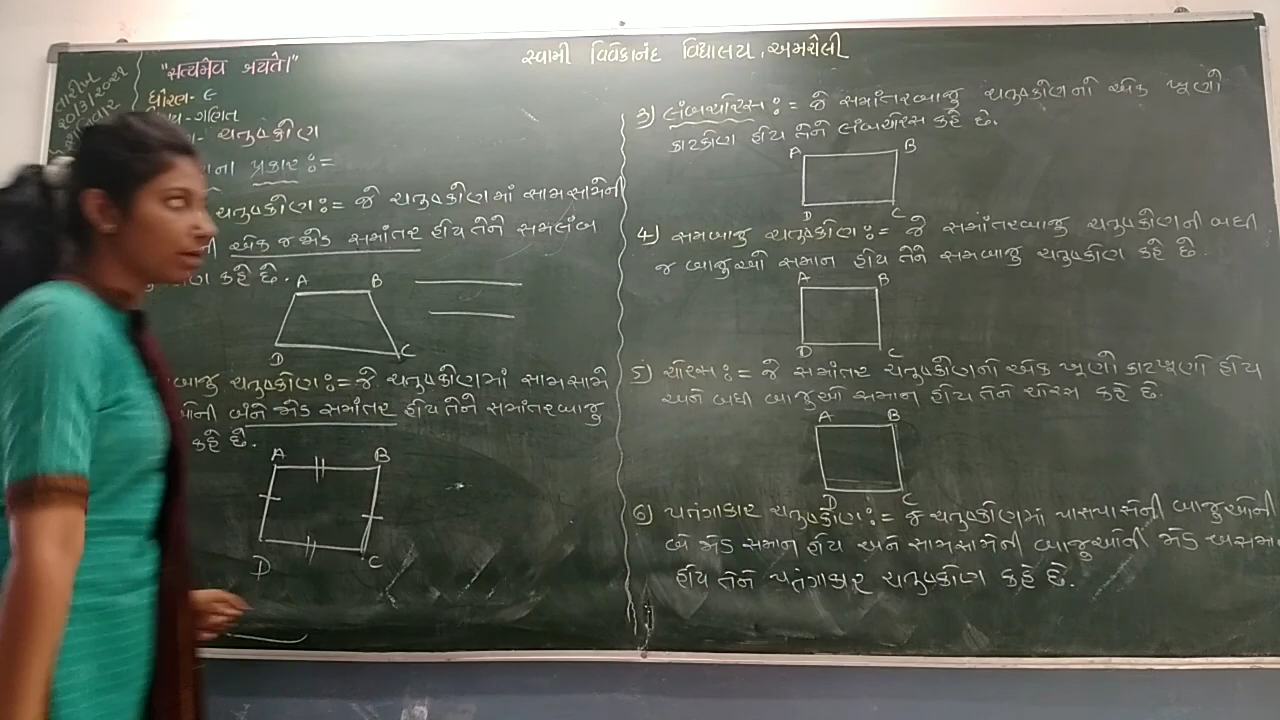 સ્વામી વિવેકાનંદ વિદ્યાલય, અમરેલી
તારીખ
20/3/2021
"સત્યમેવ જયતે।"
ધોરણ- ૯
- ગણિત
ચતુષ્કોણ
પ્રકાર :=
ચતુષ્કોણ := જે ચતુષ્કોણમાં સામસામેની
એક જ જોડ સમાંતર હોય તેને સમલંબ
કહે છે.
A B
D C
બાજુ ચતુષ્કોણ := જે ચતુષ્કોણમાં સામસામે
બંને જોડ સમાંતર હોય તેને સમાંતરબાજુ
કહે છે.
A B
D C
3) લંબચોરસ := જે સમાંતરબાજુ ચતુષ્કોણનો એક ખૂણો
કાટકોણ હોય તેને લંબચોરસ કહે છે.
A B
D C
4) સમબાજુ ચતુષ્કોણ := જે સમાંતરબાજુ ચતુષ્કોણની બધી
જ બાજુઓ સમાન હોય તેને સમબાજુ ચતુષ્કોણ કહે છે.
A B
D C
5) ચોરસ := જે સમાંતર ચતુષ્કોણનો એક ખૂણો કાટખૂણો હોય
અને બધી બાજુઓ સમાન હોય તેને ચોરસ કહે છે.
A B
D C
6) પતંગાકાર ચતુષ્કોણ := જે ચતુષ્કોણમાં પાસપાસેની બાજુઓની
બે જોડ સમાન હોય અને સામસામેની બાજુઓની જોડ
હોય તેને પતંગાકાર ચતુષ્કોણ કહે છે.